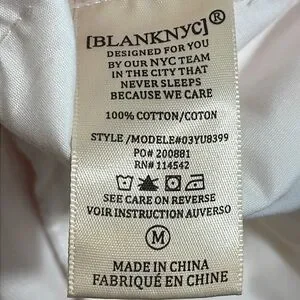 [BLANKNYC]®
DESIGNED FOR YOU
BY OUR NYC TEAM
IN THE CITY THAT
NEVER SLEEPS
BECAUSE WE CARE
100% COTTON/COTON
STYLE /MODELE#03YU8399
PO# 200881
RN# 114542
SEE CARE ON REVERSE
VOIR INSTRUCTION AUVERSO
M
MADE IN CHINA
FABRIQUÉ EN CHINE